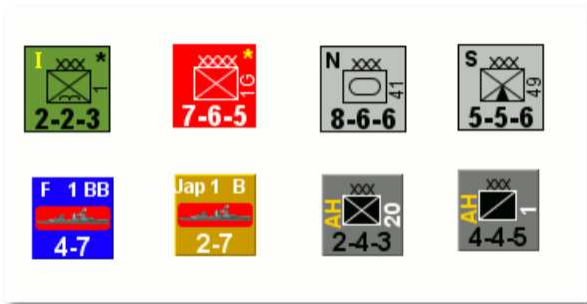 I XXX *
1
2-2-3
XXXX *
1G
7-6-5
N XXX
41
8-6-6
S XXX
49
5-5-6
F 1 BB
4-7
Jap 1 B
2-7
XXX
AH 20
2-4-3
XXX
AH 1
4-4-5